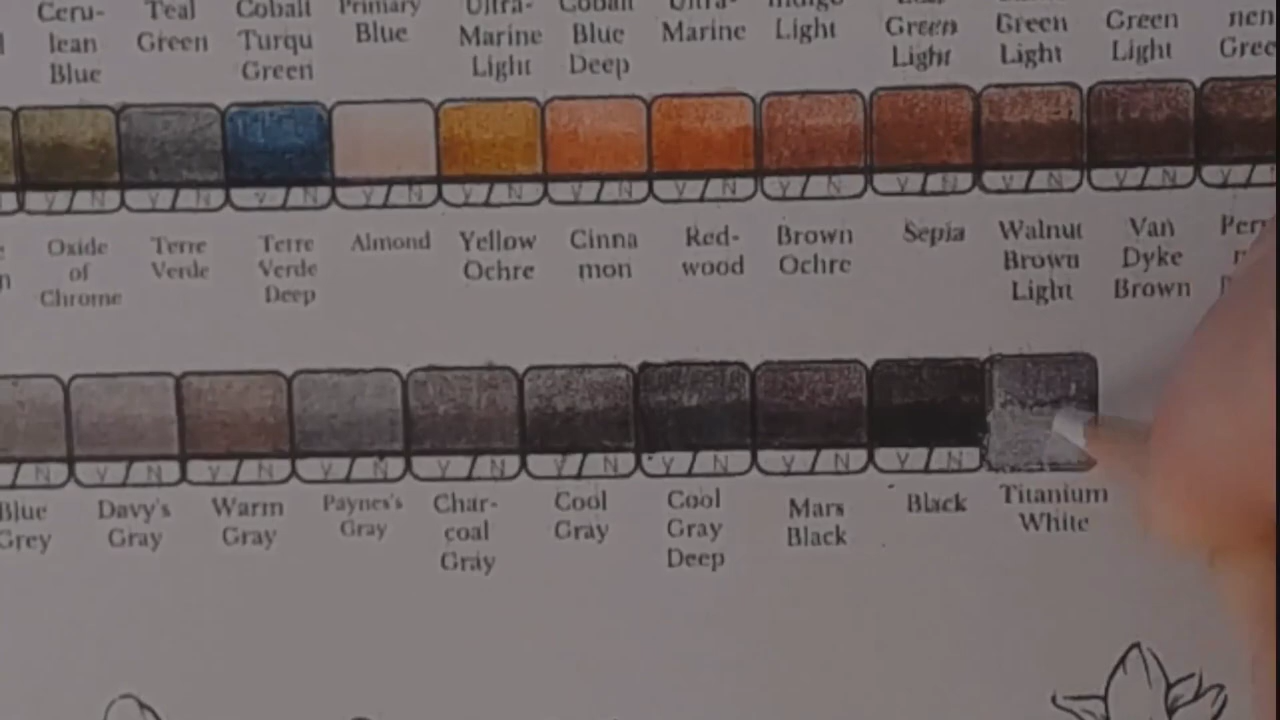 Ceru- Teal Cobalt Primary Ultra- Cobalt Ultra- Indigo
lean Green Turqu Blue Marine Blue Marine Light Green Green Green
Blue Green Light Deep Light Light Light
Y / N Y / N Y / N Y / N Y / N Y / N Y / N Y / N Y / N Y / N Y / N
Oxide Terre Terre Almond Yellow Cinna Red- Brown Sepia Walnut Van
of Verde Verde Ochre mon wood Ochre Brown Dyke
Chrome Deep Light Brown
N Y / N Y / N Y / N Y / N Y / N Y / N Y / N Y / N
Blue Davy's Warm Payne's Char- Cool Cool Mars Black Titanium
Grey Gray Gray Gray coal Gray Gray Black White
Gray Deep